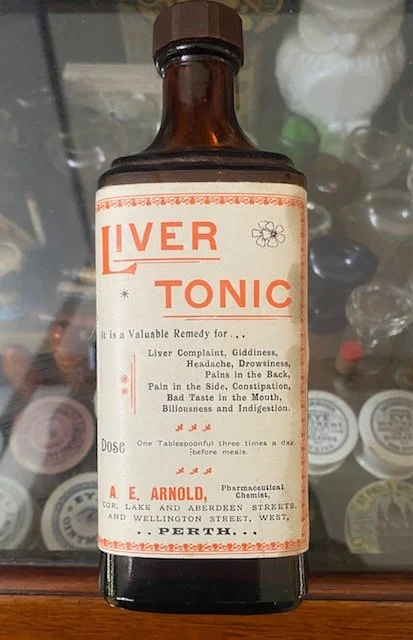 LIVER
TONIC
It is a Valuable Remedy for...
Liver Complaint, Giddiness,
Headache, Drowsiness,
Pains in the Back,
Pain in the Side, Constipation,
Bad Taste in the Mouth,
Biliousness and Indigestion.
Dose One Tablespoonful three times a day,
before meals.
A. E. ARNOLD, Pharmaceutical
Chemist,
COR. LAKE AND ABERDEEN STREETS,
AND WELLINGTON STREET, WEST,
. . PERTH. . .